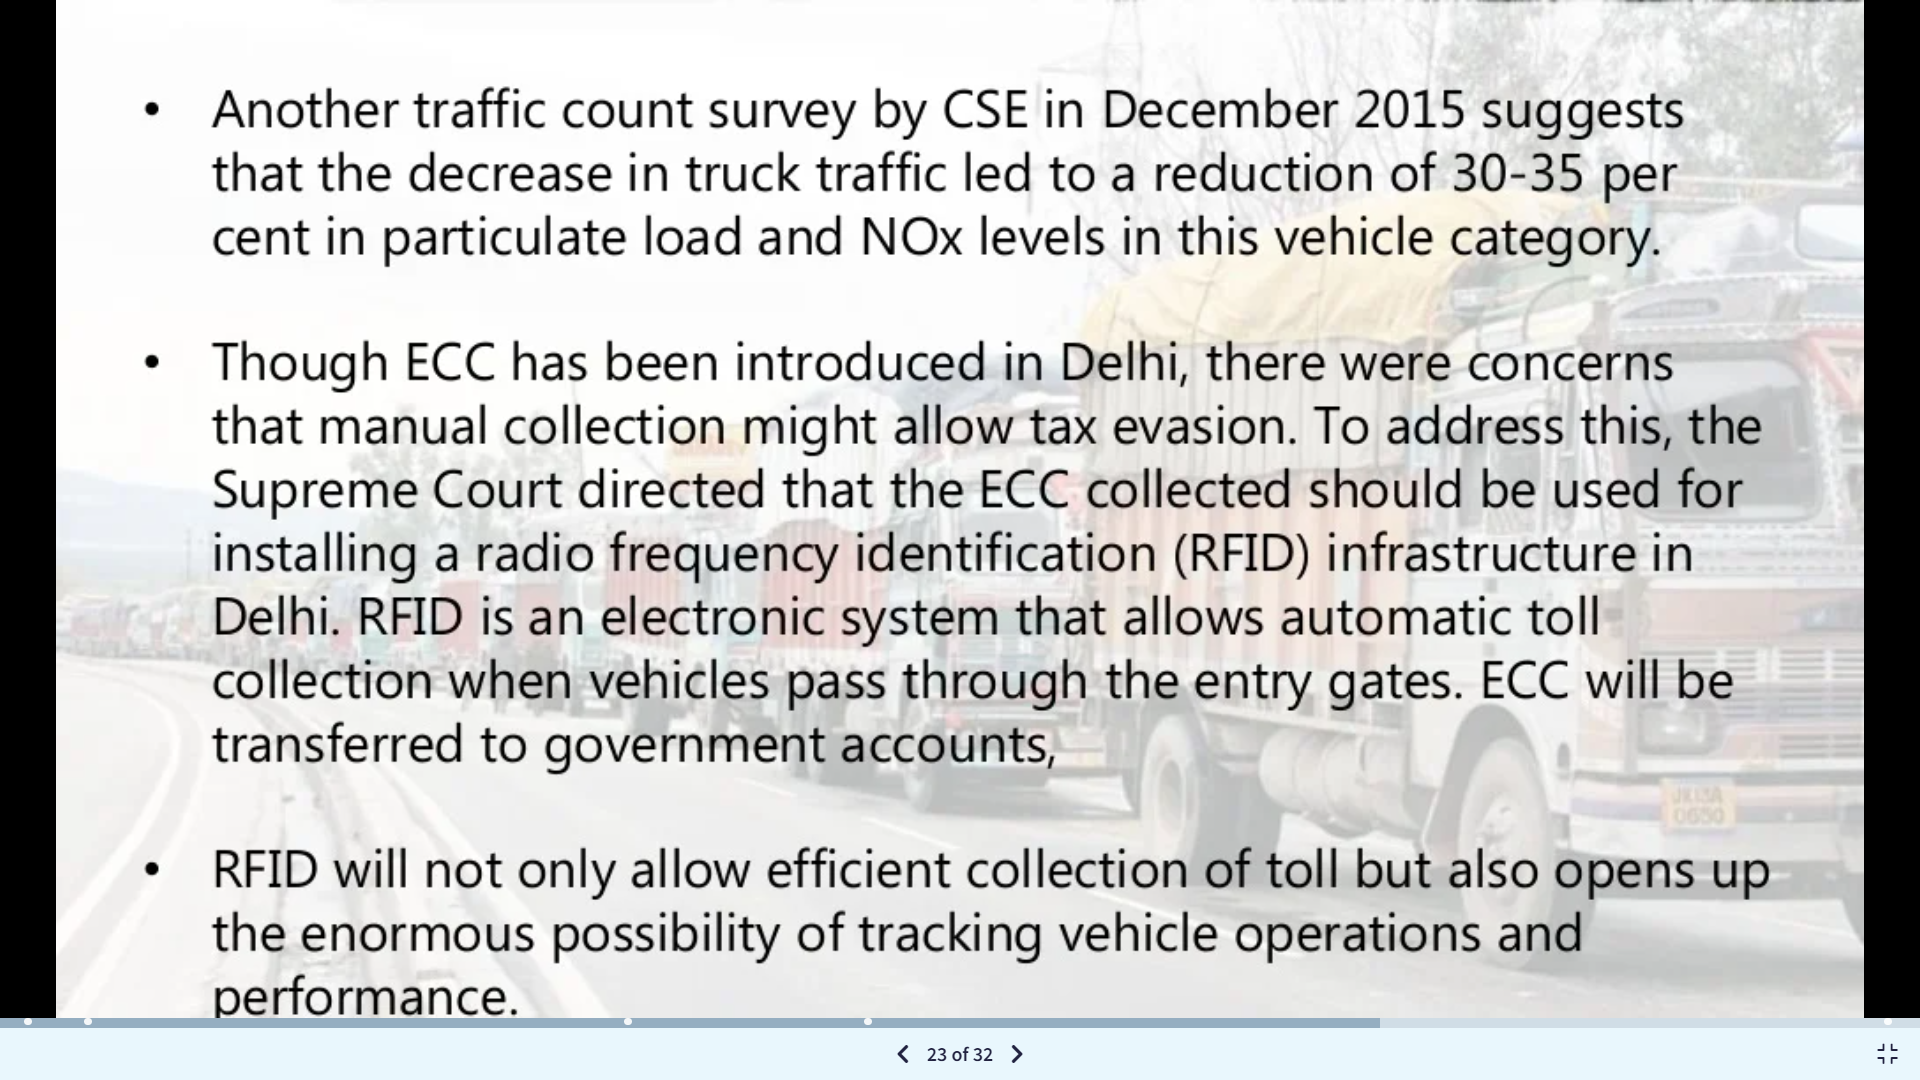 • Another traffic count survey by CSE in December 2015 suggests
that the decrease in truck traffic led to a reduction of 30-35 per
cent in particulate load and NOx levels in this vehicle category.
• Though ECC has been introduced in Delhi, there were concerns
that manual collection might allow tax evasion. To address this, the
Supreme Court directed that the ECC collected should be used for
installing a radio frequency identification (RFID) infrastructure in
Delhi. RFID is an electronic system that allows automatic toll
collection when vehicles pass through the entry gates. ECC will be
transferred to government accounts,
• RFID will not only allow efficient collection of toll but also opens up
the enormous possibility of tracking vehicle operations and
performance.
23 of 32